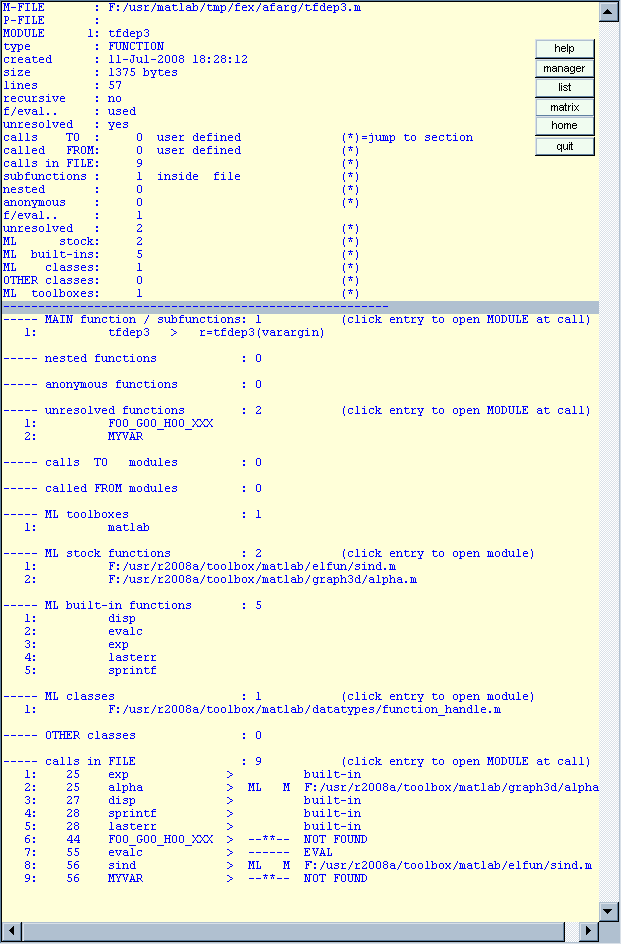 M-FILE       : F:/usr/matlab/tmp/fex/afarg/tfdep3.m
P-FILE       :
MODULE      1: tfdep3
type         : FUNCTION
created      : 11-Jul-2008 18:28:12
size         : 1375 bytes
lines        : 57
recursive    : no
f/eval..     : used
unresolved   : yes
calls    TO  :     0  user defined              (*)=jump to section
called   FROM:     0  user defined              (*)
calls in FILE:     9                            (*)
subfunctions :     1  inside  file              (*)
nested       :     0                            (*)
anonymous    :     0                            (*)
f/eval..     :     1
unresolved   :     2                            (*)
ML      stock:     2                            (*)
ML  built-ins:     5                            (*)
ML    classes:     1                            (*)
OTHER classes:     0                            (*)
ML  toolboxes:     1                            (*)
help
manager
list
matrix
home
quit
-------------------------------------------------------
----- MAIN function / subfunctions: 1           (click entry to open MODULE at call)
   1:          tfdep3   >   r=tfdep3(varargin)
----- nested functions            : 0
----- anonymous functions         : 0
----- unresolved functions        : 2           (click entry to open MODULE at call)
   1:          FOO_GOO_HOO_XXX
   2:          MYVAR
----- calls  TO   modules         : 0
----- called FROM modules         : 0
----- ML toolboxes                : 1
   1:          matlab
----- ML stock functions          : 2           (click entry to open module)
   1:          F:/usr/r2008a/toolbox/matlab/elfun/sind.m
   2:          F:/usr/r2008a/toolbox/matlab/graph3d/alpha.m
----- ML built-in functions       : 5
   1:          disp
   2:          evalc
   3:          exp
   4:          lasterr
   5:          sprintf
----- ML classes                  : 1           (click entry to open module)
   1:          F:/usr/r2008a/toolbox/matlab/datatypes/function_handle.m
----- OTHER classes               : 0
----- calls in FILE               : 9           (click entry to open MODULE at call)
   1:    25    exp              >          built-in
   2:    25    alpha            >  ML   M  F:/usr/r2008a/toolbox/matlab/graph3d/alpha
   3:    27    disp             >          built-in
   4:    28    sprintf          >          built-in
   5:    28    lasterr          >          built-in
   6:    44    FOO_GOO_HOO_XXX  >  --**--  NOT FOUND
   7:    55    evalc            >  ------  EVAL
   8:    56    sind             >  ML   M  F:/usr/r2008a/toolbox/matlab/elfun/sind.m
   9:    56    MYVAR            >  --**--  NOT FOUND